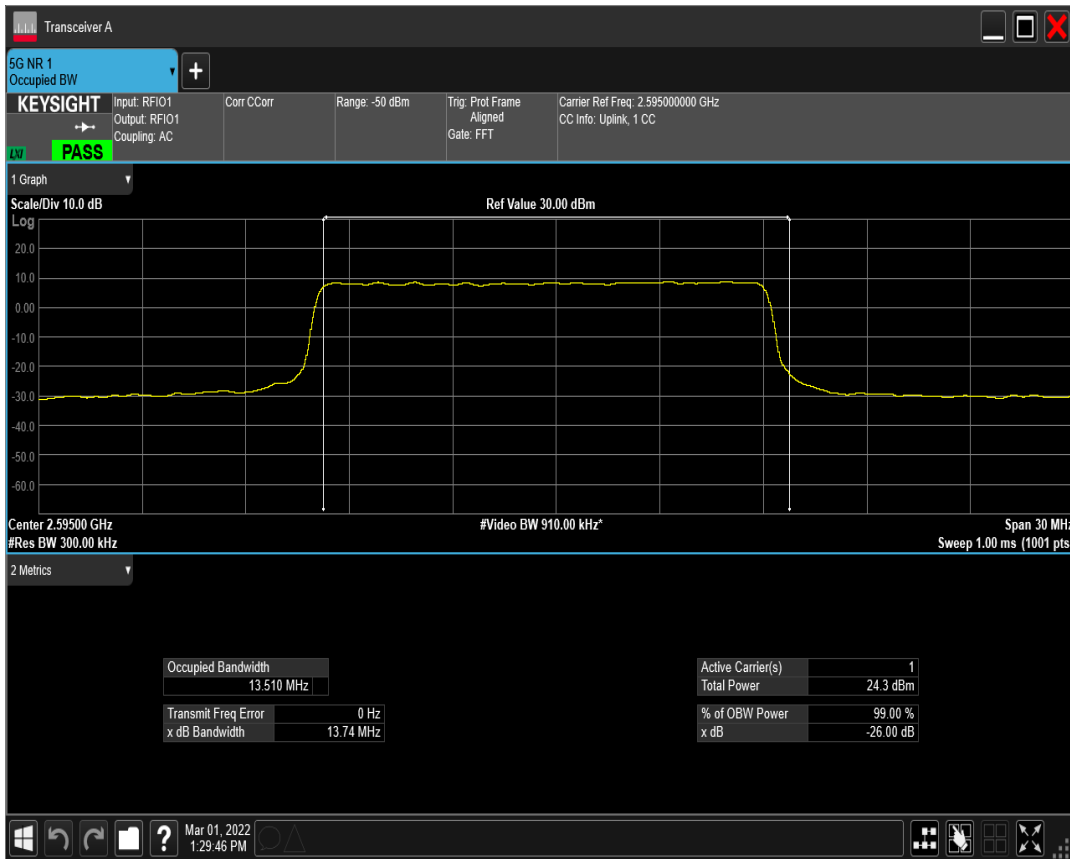 Transceiver A
5G NR 1
Occupied BW
KEYSIGHT
LXI
PASS
Input: RFIO1
Output: RFIO1
Coupling: AC
Corr CCorr
Range: -50 dBm
Trig: Prot Frame
Aligned
Gate: FFT
Carrier Ref Freq: 2.595000000 GHz
CC Info: Uplink, 1 CC
1 Graph
Scale/Div 10.0 dB
Ref Value 30.00 dBm
Log
20.0
10.0
0.00
-10.0
-20.0
-30.0
-40.0
-50.0
-60.0
Center 2.59500 GHz
#Video BW 910.00 kHz*
Span 30 MHz
#Res BW 300.00 kHz
Sweep 1.00 ms (1001 pts
2 Metrics
Occupied Bandwidth
13.510 MHz
Transmit Freq Error 0 Hz
x dB Bandwidth 13.74 MHz
Active Carrier(s) 1
Total Power 24.3 dBm
% of OBW Power 99.00 %
x dB -26.00 dB
?
Mar 01, 2022
1:29:46 PM